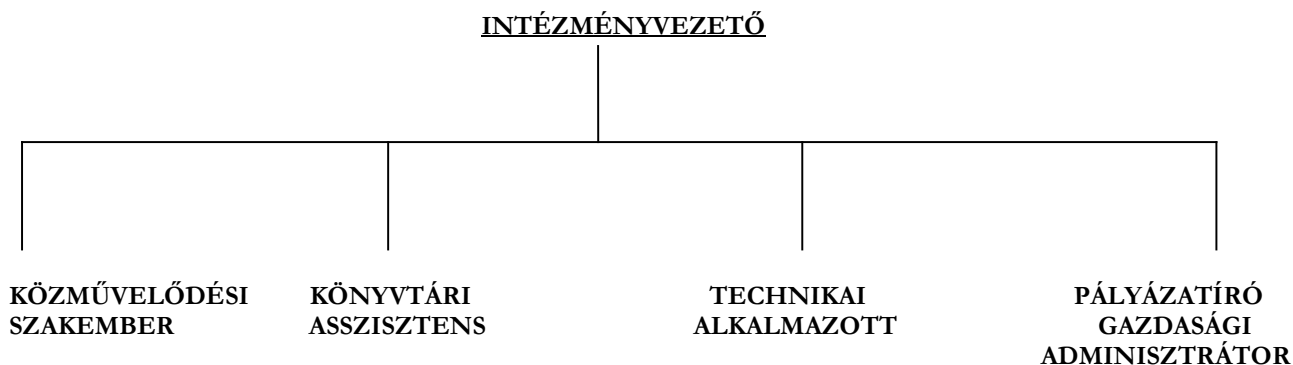 INTÉZMÉNYVEZETŐ
KÖZMŰVELŐDÉSI
SZAKEMBER
KÖNYVTÁRI
ASSZISZTENS
TECHNIKAI
ALKALMAZOTT
PÁLYÁZATÍRÓ
GAZDASÁGI
ADMINISZTRÁTOR